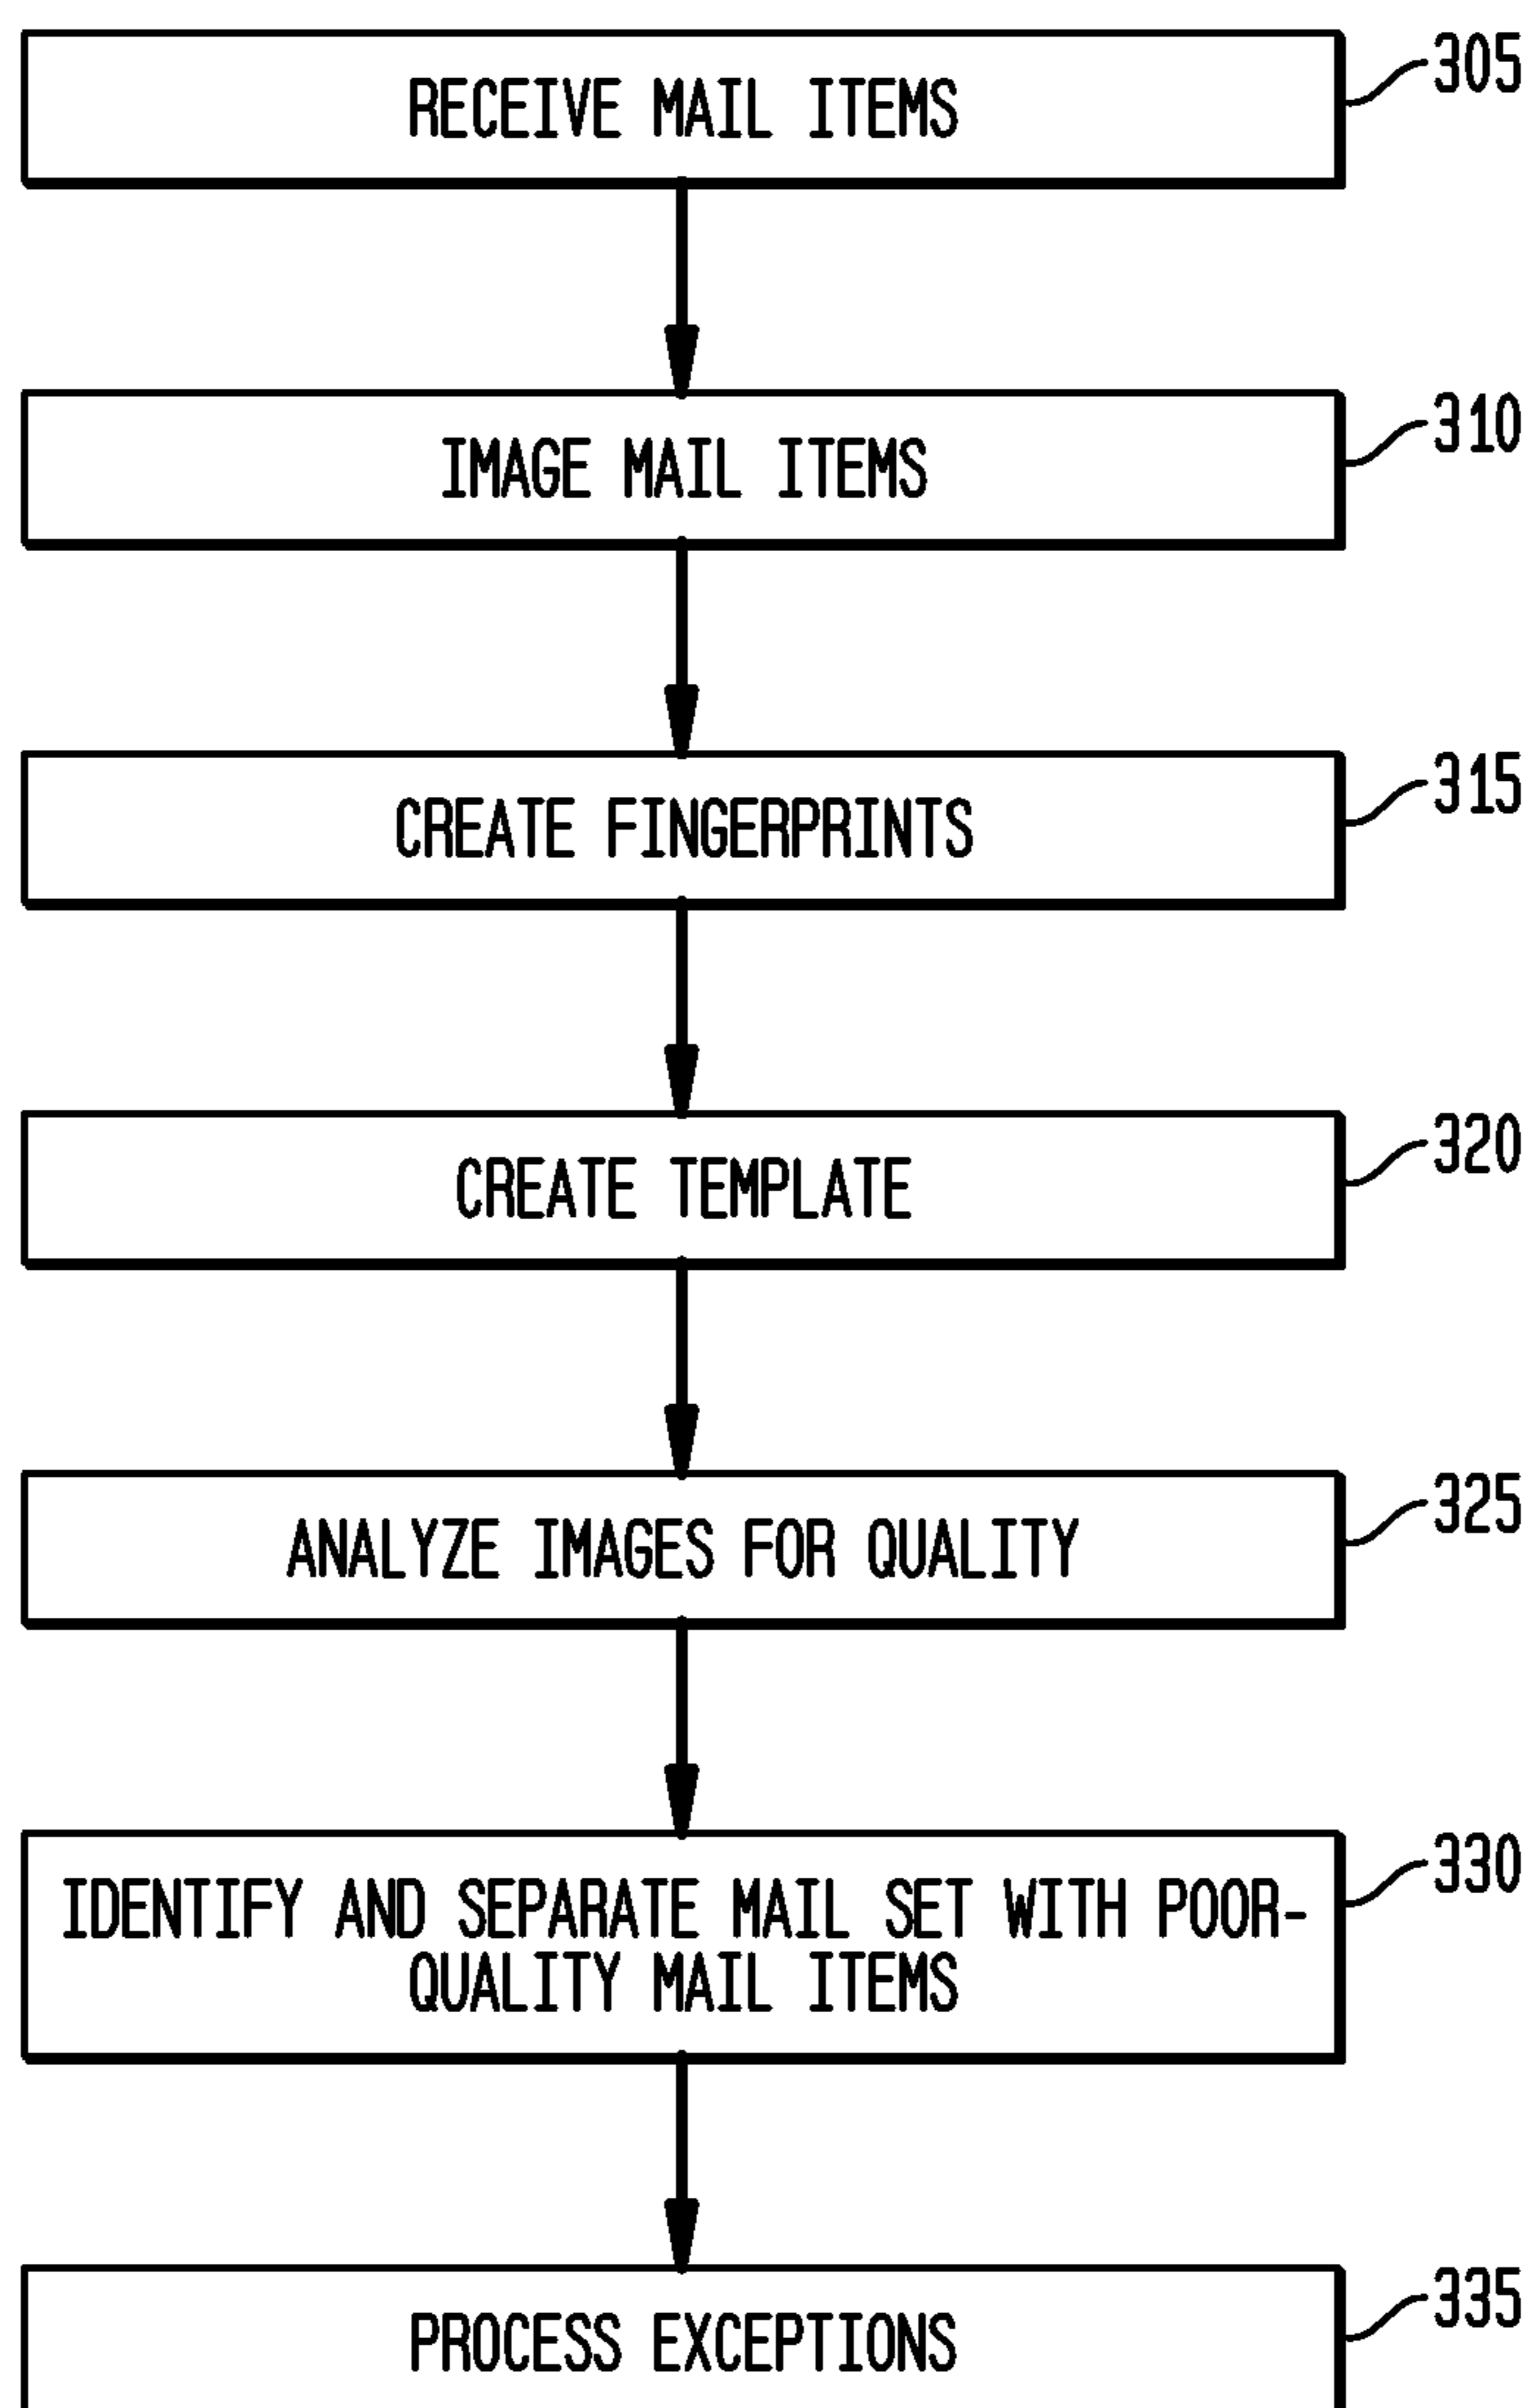 RECEIVE MAIL ITEMS
305
IMAGE MAIL ITEMS
310
CREATE FINGERPRINTS
315
CREATE TEMPLATE
320
ANALYZE IMAGES FOR QUALITY
325
IDENTIFY AND SEPARATE MAIL SET WITH POOR-
QUALITY MAIL ITEMS
330
PROCESS EXCEPTIONS
335